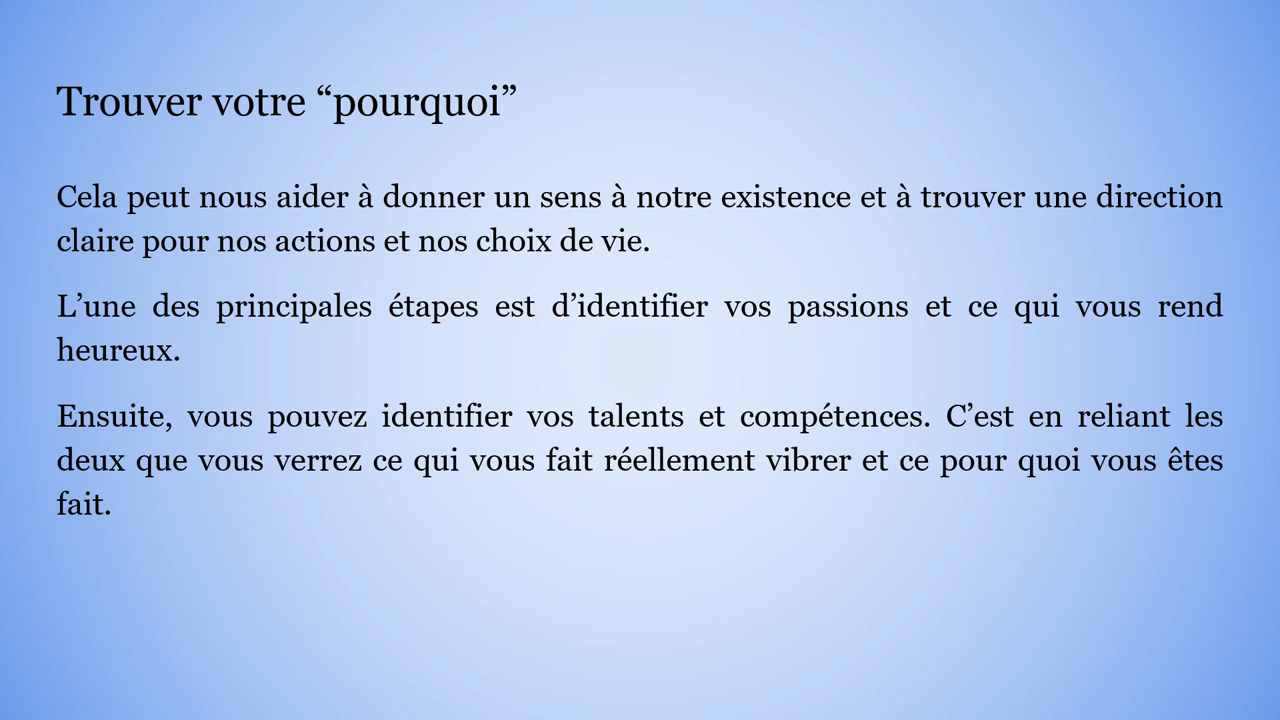 Trouver votre “pourquoi”
Cela peut nous aider à donner un sens à notre existence et à trouver une direction
claire pour nos actions et nos choix de vie.
L’une des principales étapes est d’identifier vos passions et ce qui vous rend
heureux.
Ensuite, vous pouvez identifier vos talents et compétences. C’est en reliant les
deux que vous verrez ce qui vous fait réellement vibrer et ce pour quoi vous êtes
fait.